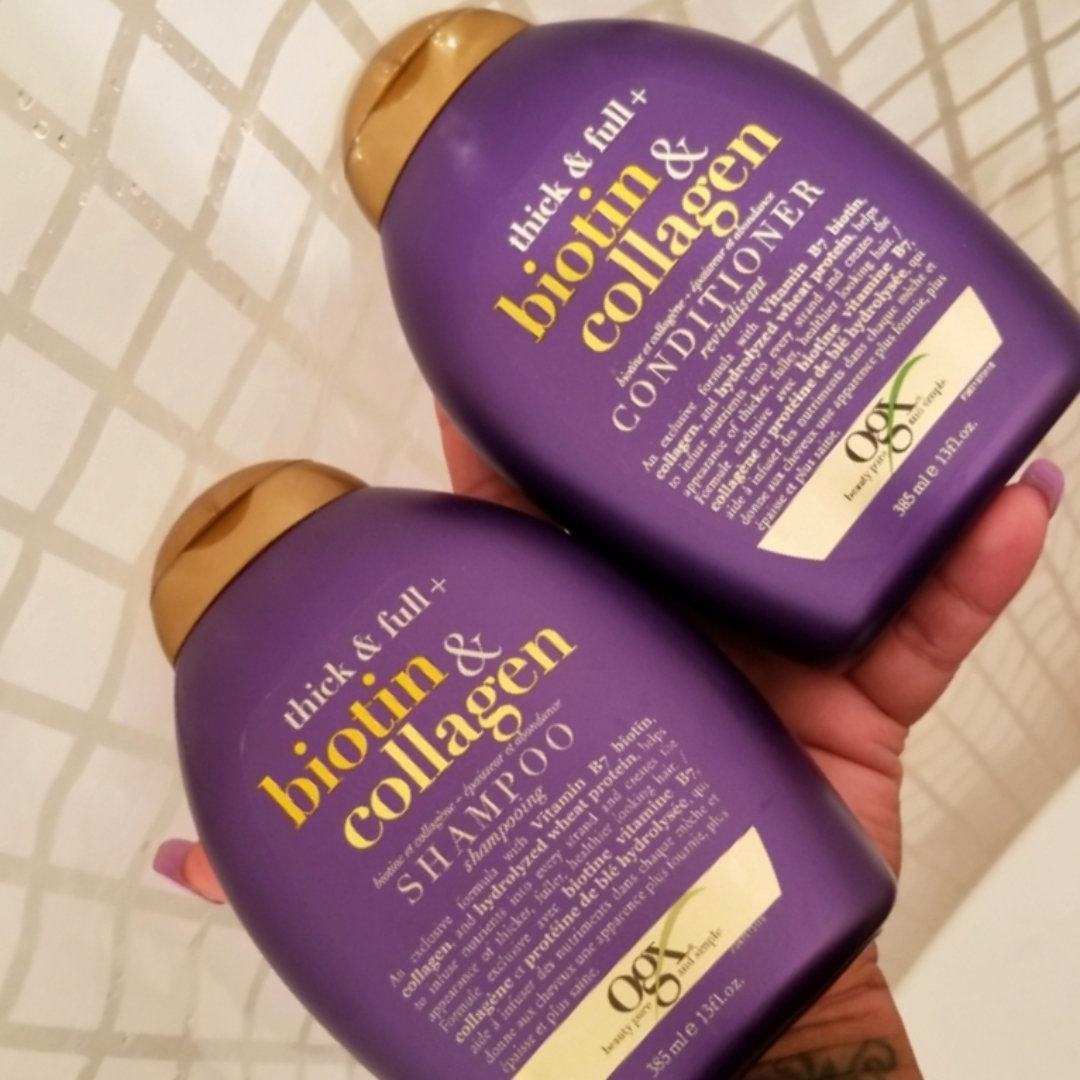 thick & full +
biotin &
collagen
biotine et collagène - épaisseur et abondance
CONDITIONER
revitalisant
An exclusive formula with Vitamin B7 biotin,
collagen, and hydrolyzed wheat protein, helps
to infuse nutrients into every strand and creates the
appearance of thicker, fuller, healthier looking hair. /
Formule exclusive avec biotine vitamine B7,
collagène et protéine de blé hydrolysée, qui
aide à infuser des nutriments dans chaque mèche et
donne aux cheveux une apparence plus fournie, plus
épaisse et plus saine.
ogx
beauty pure and simple
385 ml e 13fl.oz.
thick & full +
biotin &
collagen
biotine et collagène - épaisseur et abondance
SHAMPOO
shampooing
An exclusive formula with Vitamin B7 biotin,
collagen, and hydrolyzed wheat protein, helps
to infuse nutrients into every strand and creates the
appearance of thicker, fuller, healthier looking hair. /
Formule exclusive avec biotine vitamine B7,
collagène et protéine de blé hydrolysée, qui
aide à infuser des nutriments dans chaque mèche et
donne aux cheveux une apparence plus fournie, plus
épaisse et plus saine.
ogx
beauty pure and simple
385 ml e 13fl.oz.